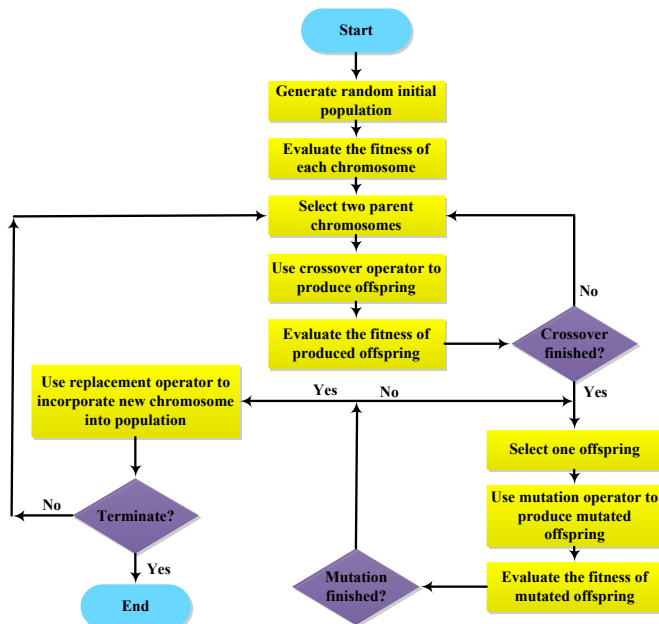 Start
Generate random initial
population
Evaluate the fitness of
each chromosome
Select two parent
chromosomes
Use crossover operator to
produce offspring
Evaluate the fitness of
produced offspring
Crossover
finished?
No
Yes
Select one offspring
Use mutation operator to
produce mutated
offspring
Evaluate the fitness of
mutated offspring
Mutation
finished?
Yes
No
Use replacement operator to
incorporate new chromosome
into population
Terminate?
No
Yes
End